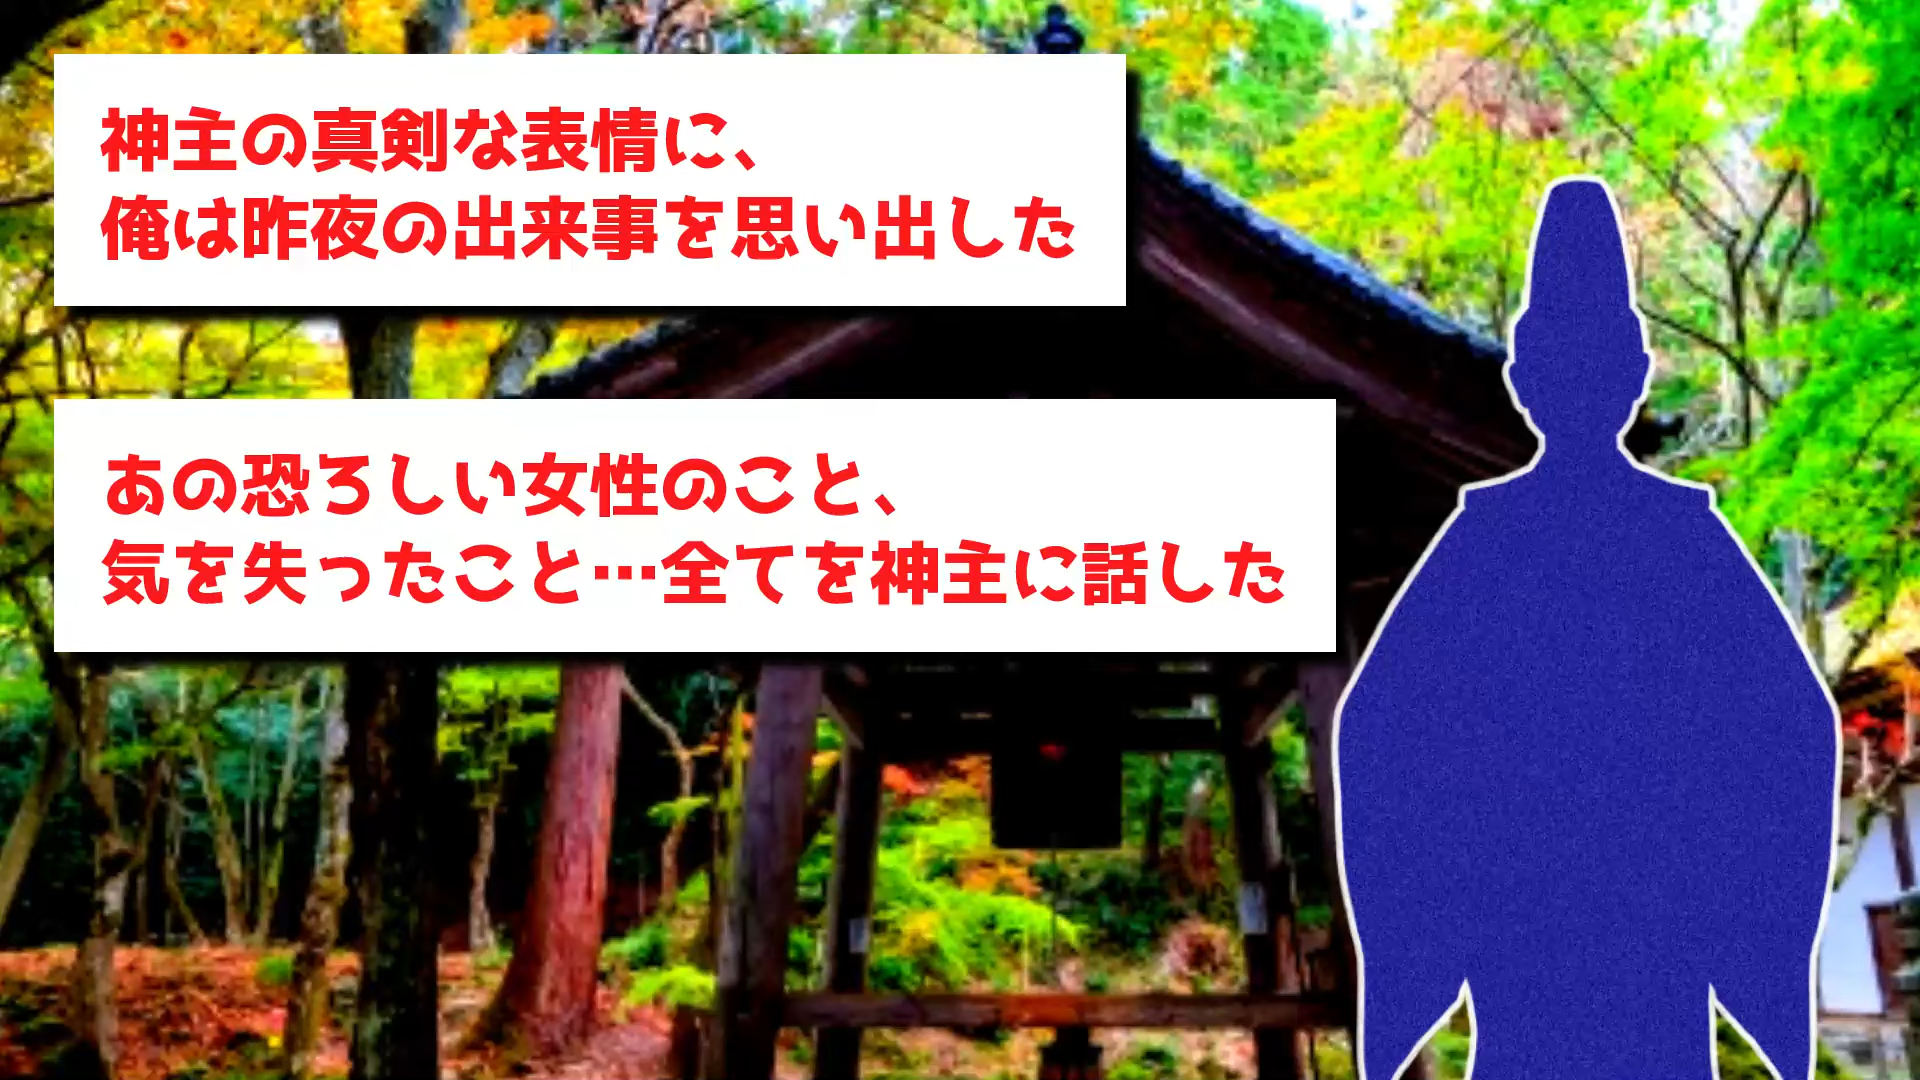 神主の真剣な表情に、
俺は昨夜の出来事を思い出した
あの恐ろしい女性のこと、
気を失ったこと…全てを神主に話した